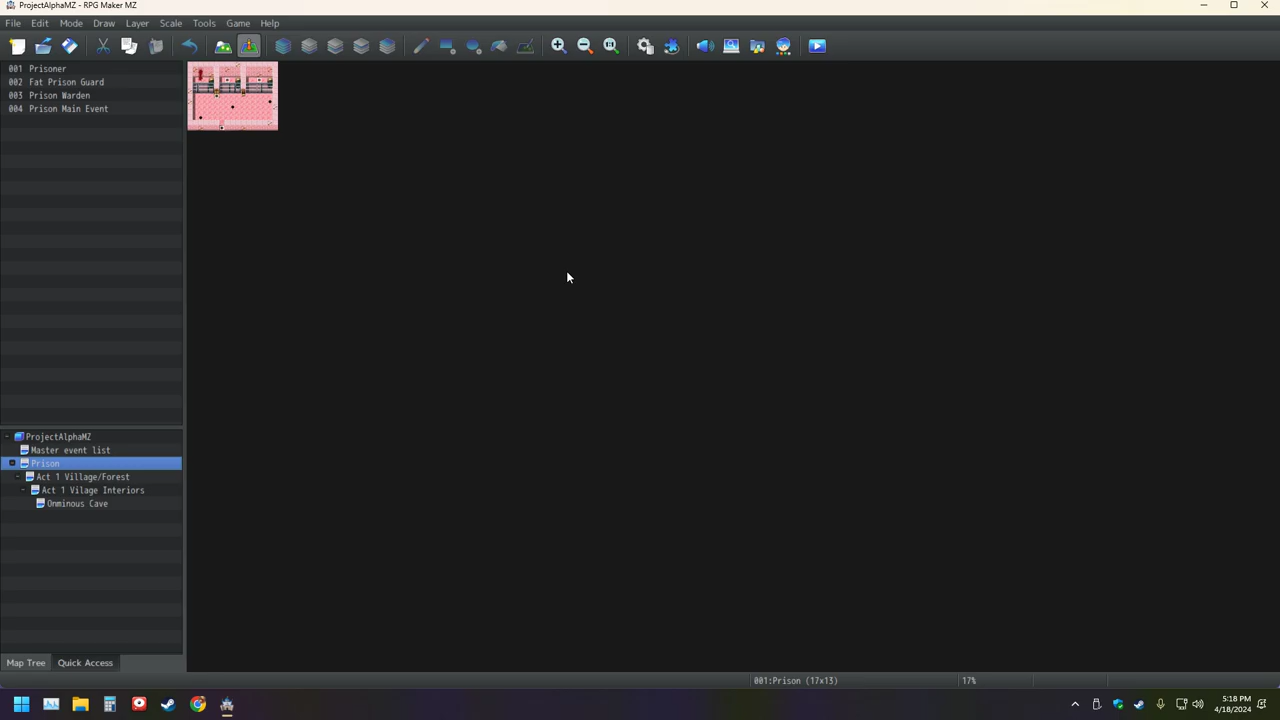 ProjectAlphaMZ - RPG Maker MZ
File Edit Mode Draw Layer Scale Tools Game Help
001 Prisoner
002 Fat Prison Guard
003 Prison Warden
004 Prison Main Event
ProjectAlphaMZ
Master event list
Prison
Act 1 Village/Forest
Act 1 Vilage Interiors
Onminous Cave
Map Tree Quick Access
001:Prison (17x13) 17%
5:18 PM
4/18/2024